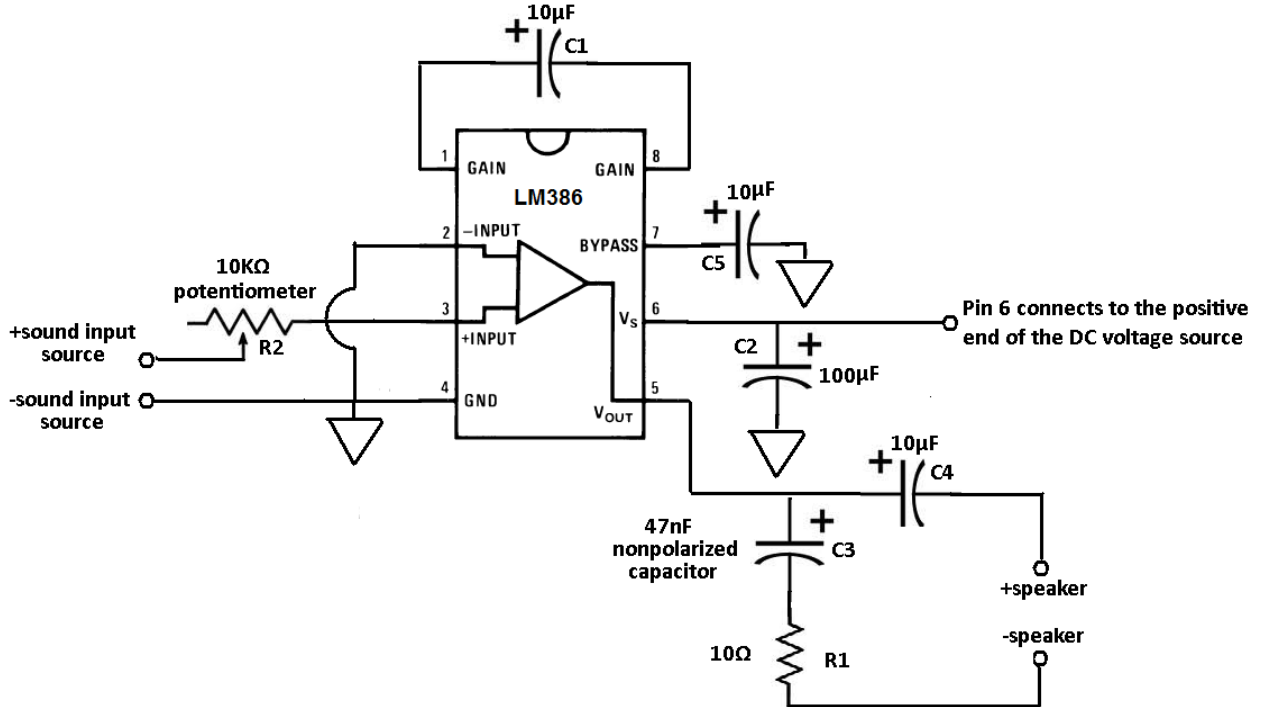 10µF
+
C1
1
GAIN
GAIN
8
LM386
10µF
+
C5
2
-INPUT
BYPASS
7
10KΩ
potentiometer
R2
3
+INPUT
Vs
6
+sound input
source
Pin 6 connects to the positive
end of the DC voltage source
C2
+
100µF
-sound input
source
4
GND
VOUT
5
10µF
+
C4
47nF
nonpolarized
capacitor
+
C3
+speaker
-speaker
10Ω
R1